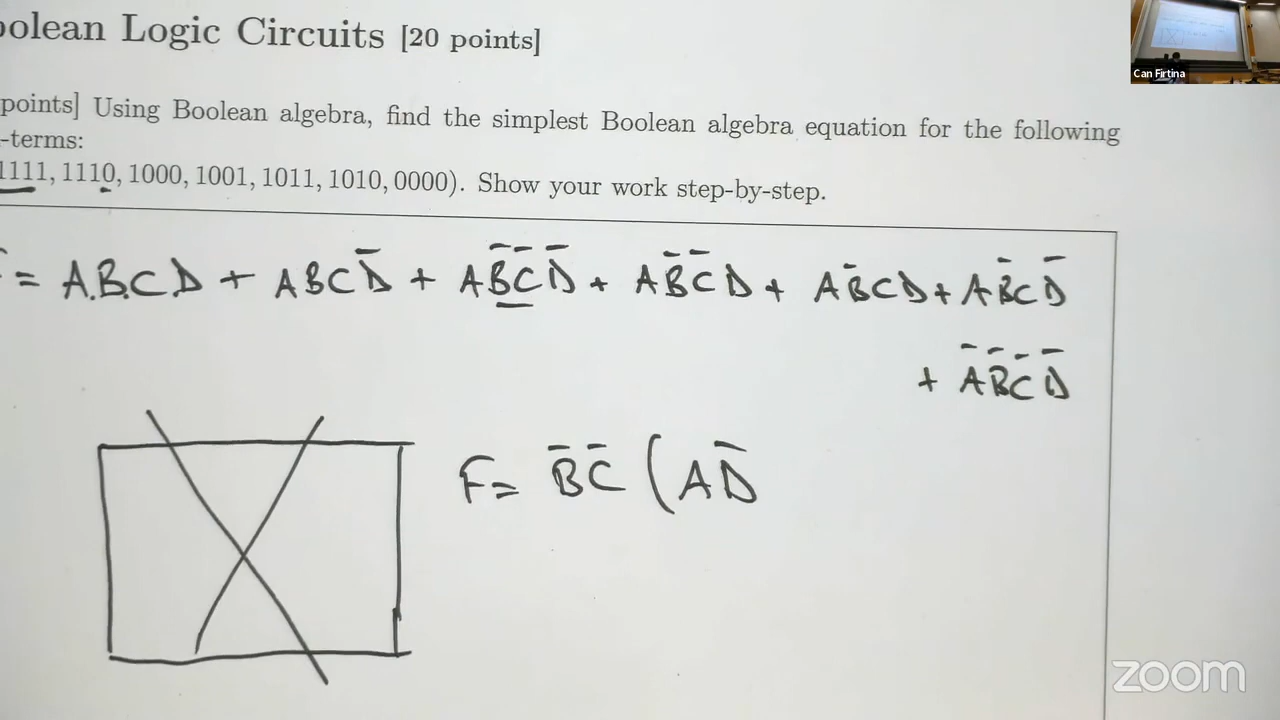 oolean Logic Circuits [20 points]
Can Firtina
points] Using Boolean algebra, find the simplest Boolean algebra equation for the following
-terms:
1111, 1110, 1000, 1001, 1011, 1010, 0000). Show your work step-by-step.
= A.B.C.D + ABCD̅ + AB̅C̅D̅ + AB̅C̅D + AB̅CD + AB̅CD̅
+ A̅B̅C̅D̅
F = B̅C̅ (AD̅
zoom